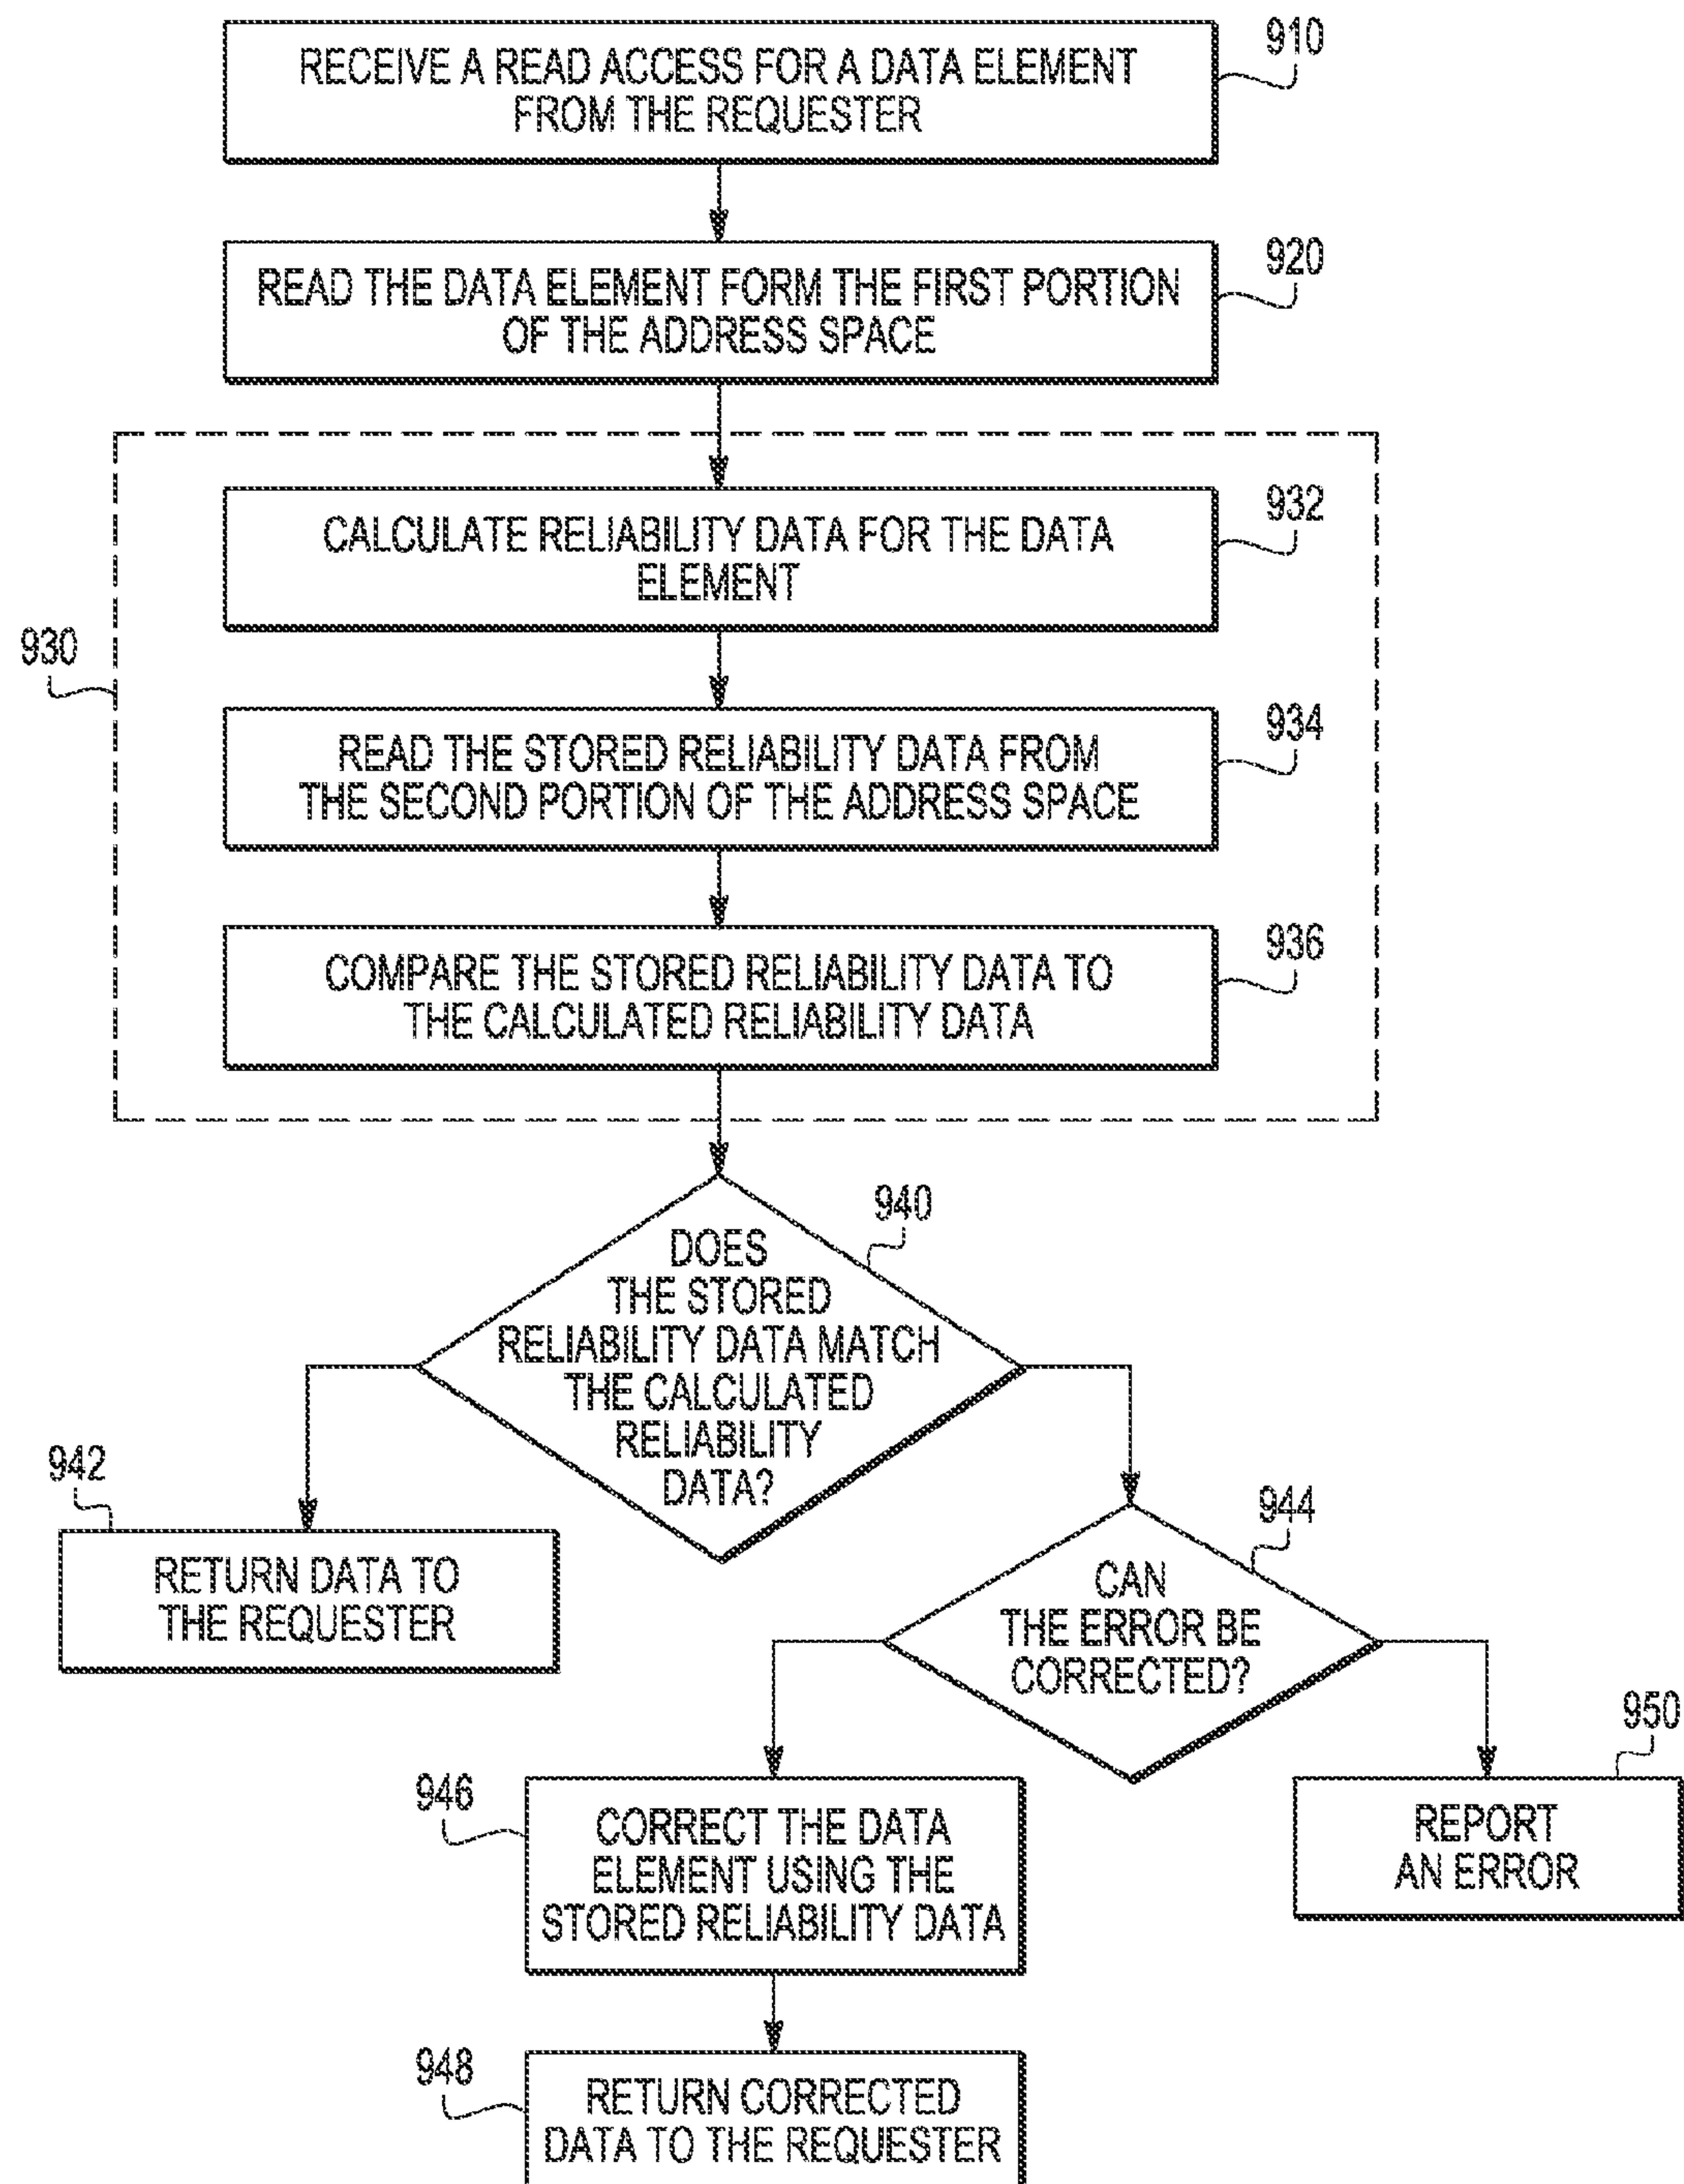 910
RECEIVE A READ ACCESS FOR A DATA ELEMENT
FROM THE REQUESTER
920
READ THE DATA ELEMENT FORM THE FIRST PORTION
OF THE ADDRESS SPACE
932
CALCULATE RELIABILITY DATA FOR THE DATA
ELEMENT
930
934
READ THE STORED RELIABILITY DATA FROM
THE SECOND PORTION OF THE ADDRESS SPACE
936
COMPARE THE STORED RELIABILITY DATA TO
THE CALCULATED RELIABILITY DATA
940
DOES
THE STORED
RELIABILITY DATA MATCH
THE CALCULATED
RELIABILITY
DATA?
942
RETURN DATA TO
THE REQUESTER
944
CAN
THE ERROR BE
CORRECTED?
946
CORRECT THE DATA
ELEMENT USING THE
STORED RELIABILITY DATA
950
REPORT
AN ERROR
948
RETURN CORRECTED
DATA TO THE REQUESTER